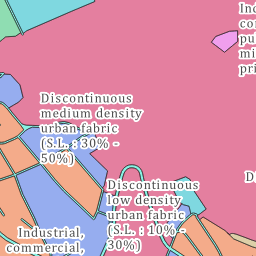 Discontinuous
medium density
urban fabric
(S.L. : 30% -
50%)
Discontinuous
low density
urban fabric
(S.L. : 10% -
30%)
Industrial,
commercial,